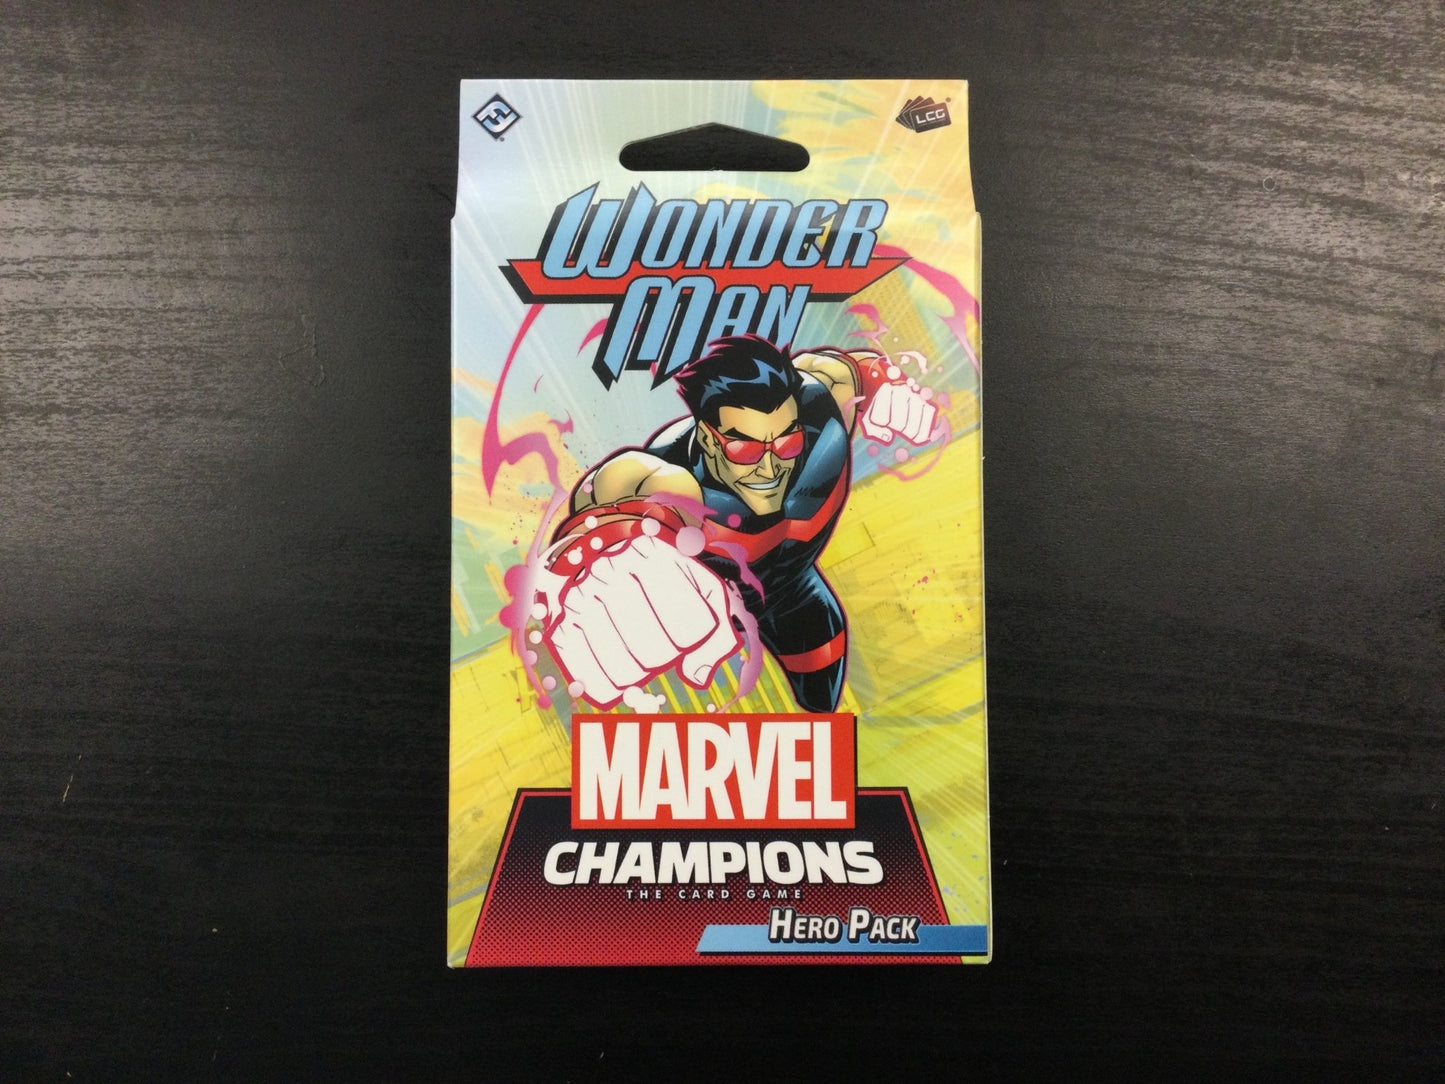 LCG
WONDER
MAN
MARVEL
CHAMPIONS
THE CARD GAME
HERO PACK